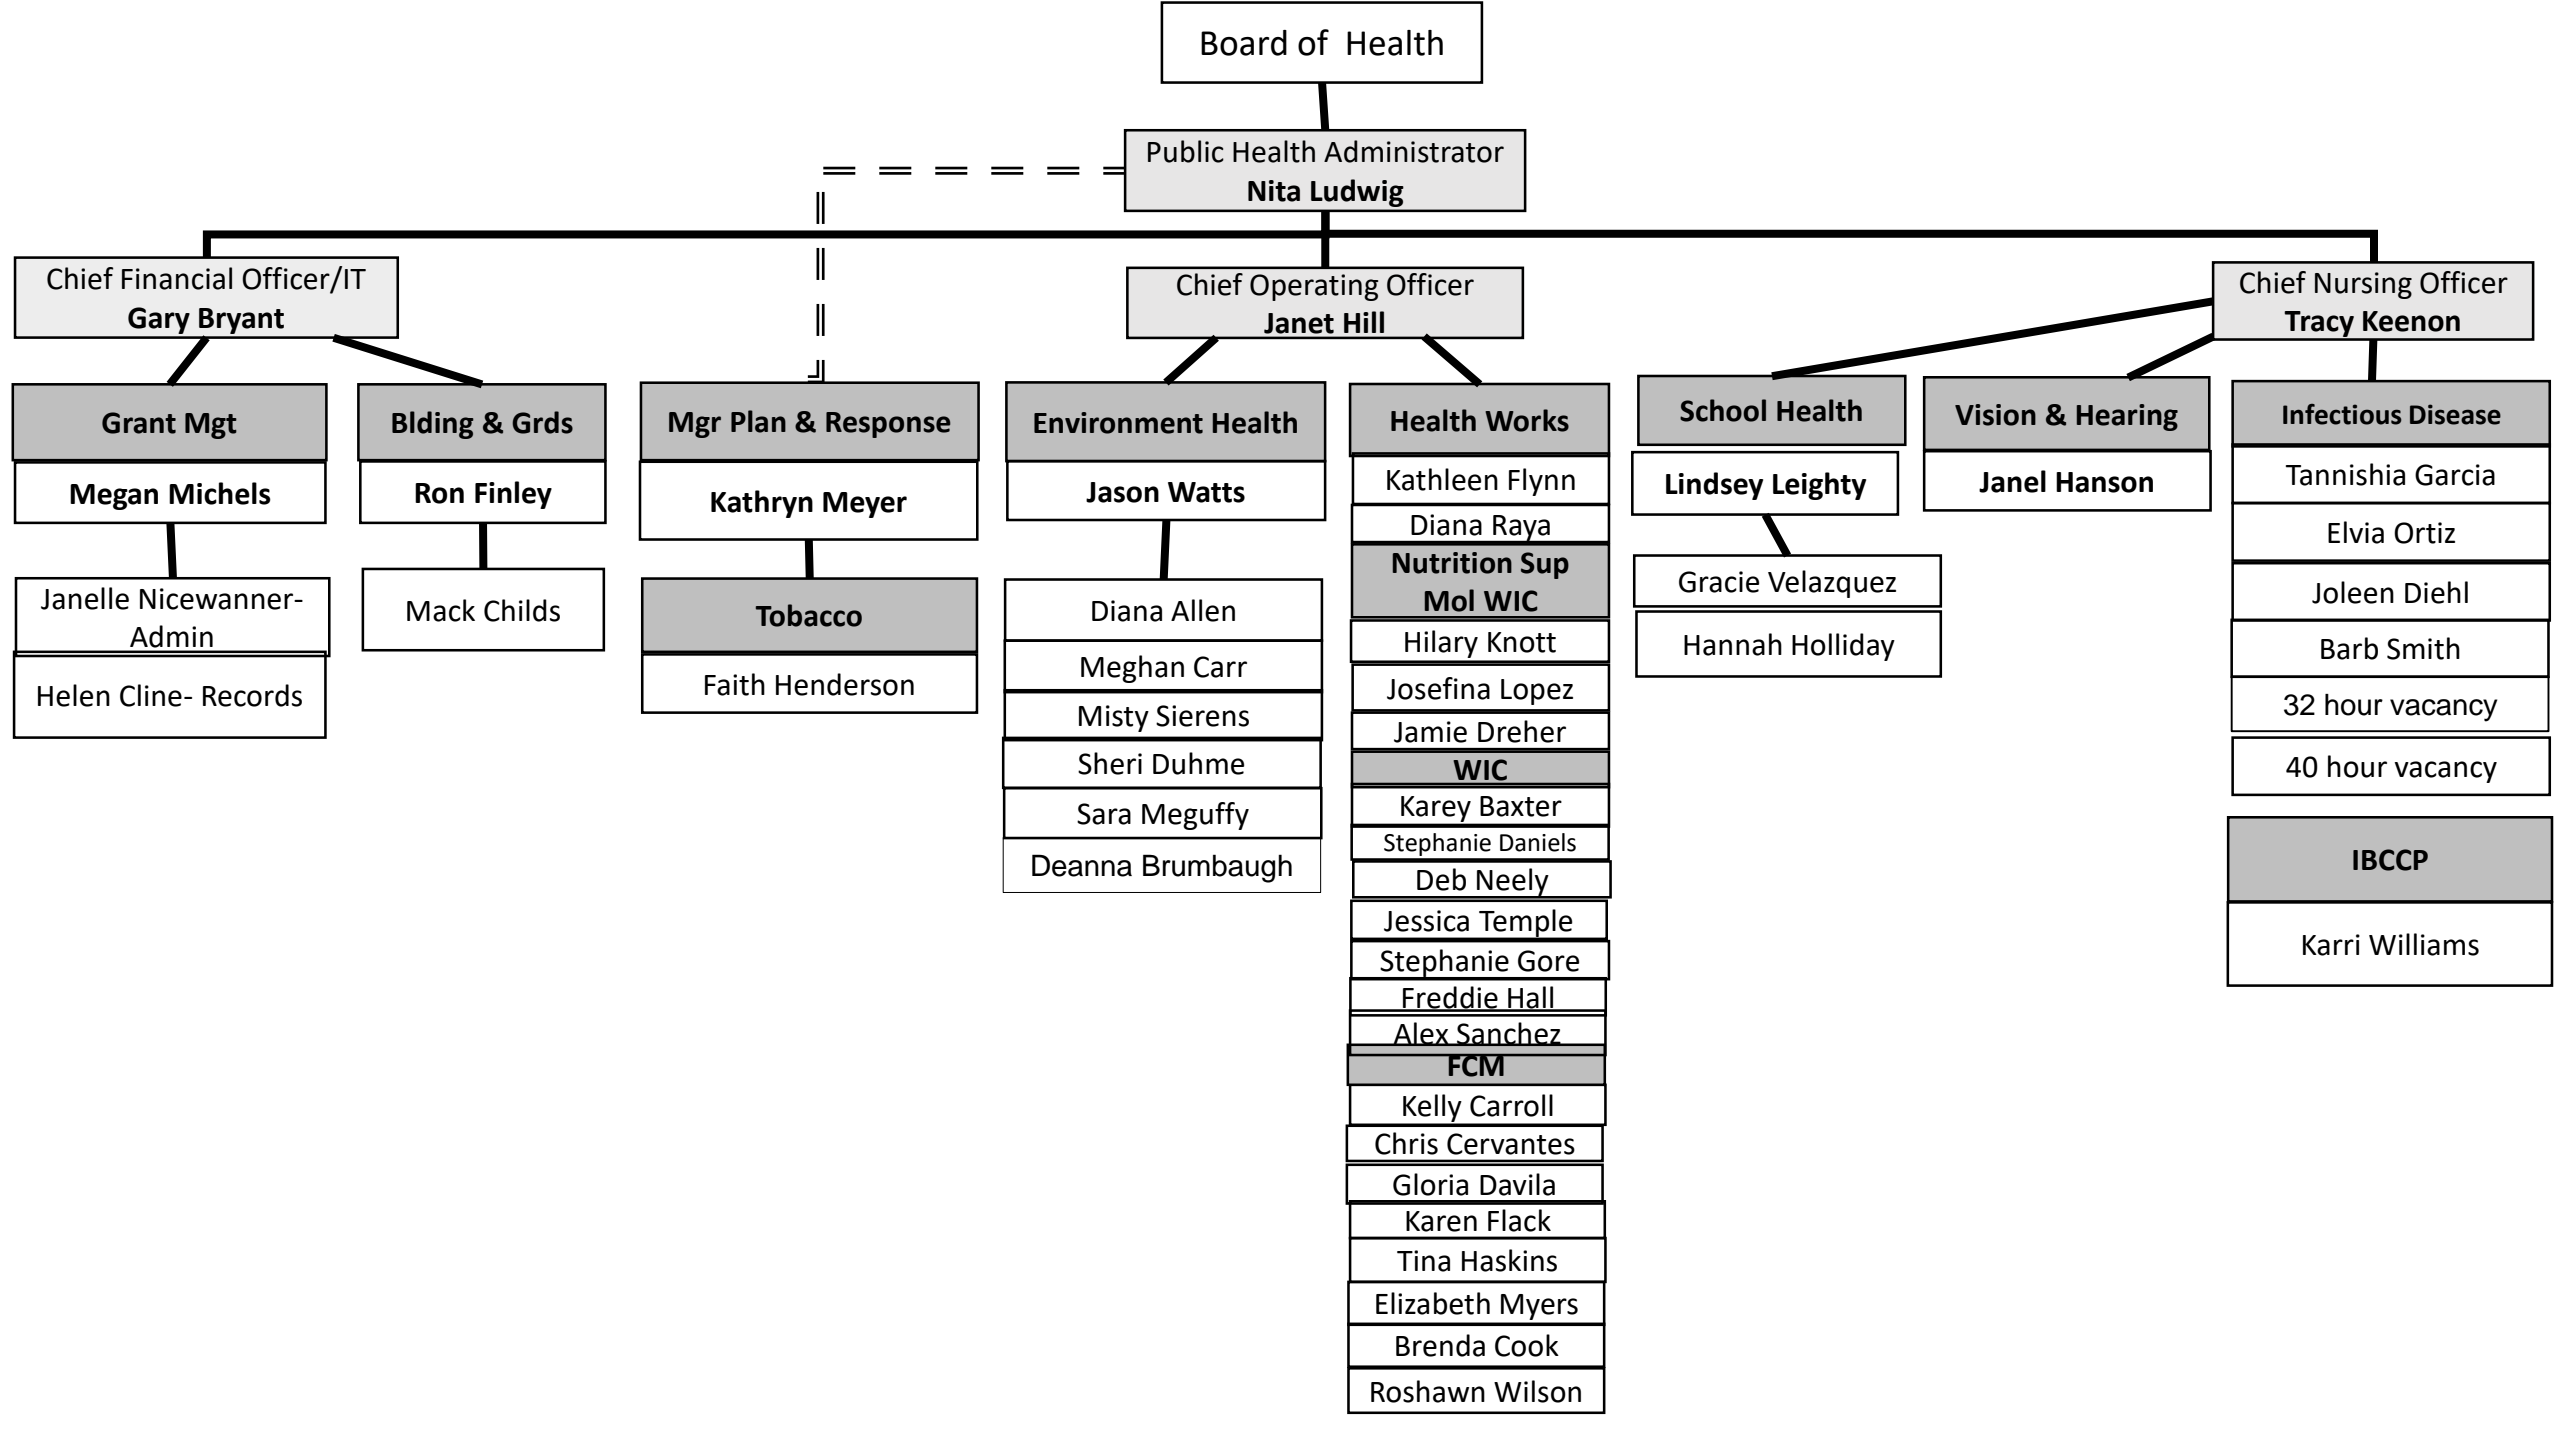 Board of Health
Public Health Administrator
Nita Ludwig
Chief Financial Officer/IT
Gary Bryant
Chief Operating Officer
Janet Hill
Chief Nursing Officer
Tracy Keenon
Grant Mgt
Megan Michels
Janelle Nicewanner-
Admin
Helen Cline- Records
Blding & Grds
Ron Finley
Mack Childs
Mgr Plan & Response
Kathryn Meyer
Tobacco
Faith Henderson
Environment Health
Jason Watts
Diana Allen
Meghan Carr
Misty Sierens
Sheri Duhme
Sara Meguffy
Deanna Brumbaugh
Health Works
Kathleen Flynn
Diana Raya
Nutrition Sup
Mol WIC
Hilary Knott
Josefina Lopez
Jamie Dreher
WIC
Karey Baxter
Stephanie Daniels
Deb Neely
Jessica Temple
Stephanie Gore
Freddie Hall
Alex Sanchez
FCM
Kelly Carroll
Chris Cervantes
Gloria Davila
Karen Flack
Tina Haskins
Elizabeth Myers
Brenda Cook
Roshawn Wilson
School Health
Lindsey Leighty
Gracie Velazquez
Hannah Holliday
Vision & Hearing
Janel Hanson
Infectious Disease
Tannishia Garcia
Elvia Ortiz
Joleen Diehl
Barb Smith
32 hour vacancy
40 hour vacancy
IBCCP
Karri Williams